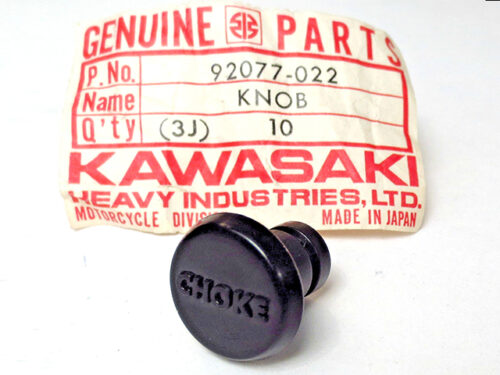 GENUINE PARTS
P.No. 92077-022
Name KNOB
Q'ty (3J) 10
KAWASAKI
HEAVY INDUSTRIES, LTD.
MOTORCYCLE MADE IN JAPAN
CHOKE